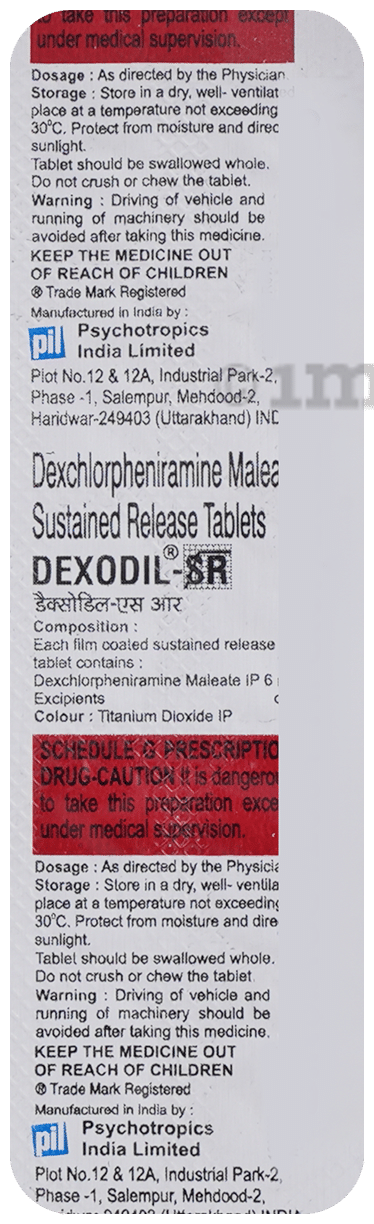 to take this preparation except
under medical supervision.
Dosage : As directed by the Physician.
Storage : Store in a dry, well- ventilat
place at a temperature not exceeding
30°C. Protect from moisture and direc
sunlight.
Tablet should be swallowed whole.
Do not crush or chew the tablet.
Warning : Driving of vehicle and
running of machinery should be
avoided after taking this medicine.
KEEP THE MEDICINE OUT
OF REACH OF CHILDREN
® Trade Mark Registered
Manufactured in India by :
pil Psychotropics
India Limited
Plot No.12 & 12A, Industrial Park-2,
Phase -1, Salempur, Mehdood-2,
Haridwar-249403 (Uttarakhand) IND
©1m
Dexchlorpheniramine Malea
Sustained Release Tablets
DEXODIL®-SR
डैक्सोडिल-एस आर
Composition :
Each film coated sustained release
tablet contains :
Dexchlorpheniramine Maleate IP 6
Excipients
Colour : Titanium Dioxide IP
SCHEDULE G PRESCRIPTIO
DRUG-CAUTION It is dangerou
to take this preparation exce
under medical supervision.
Dosage : As directed by the Physicia
Storage : Store in a dry, well- ventila
place at a temperature not exceeding
30°C. Protect from moisture and dire
sunlight.
Tablet should be swallowed whole.
Do not crush or chew the tablet.
Warning : Driving of vehicle and
running of machinery should be
avoided after taking this medicine.
KEEP THE MEDICINE OUT
OF REACH OF CHILDREN
® Trade Mark Registered
Manufactured in India by :
pil Psychotropics
India Limited
Plot No.12 & 12A, Industrial Park-2,
Phase -1, Salempur, Mehdood-2,